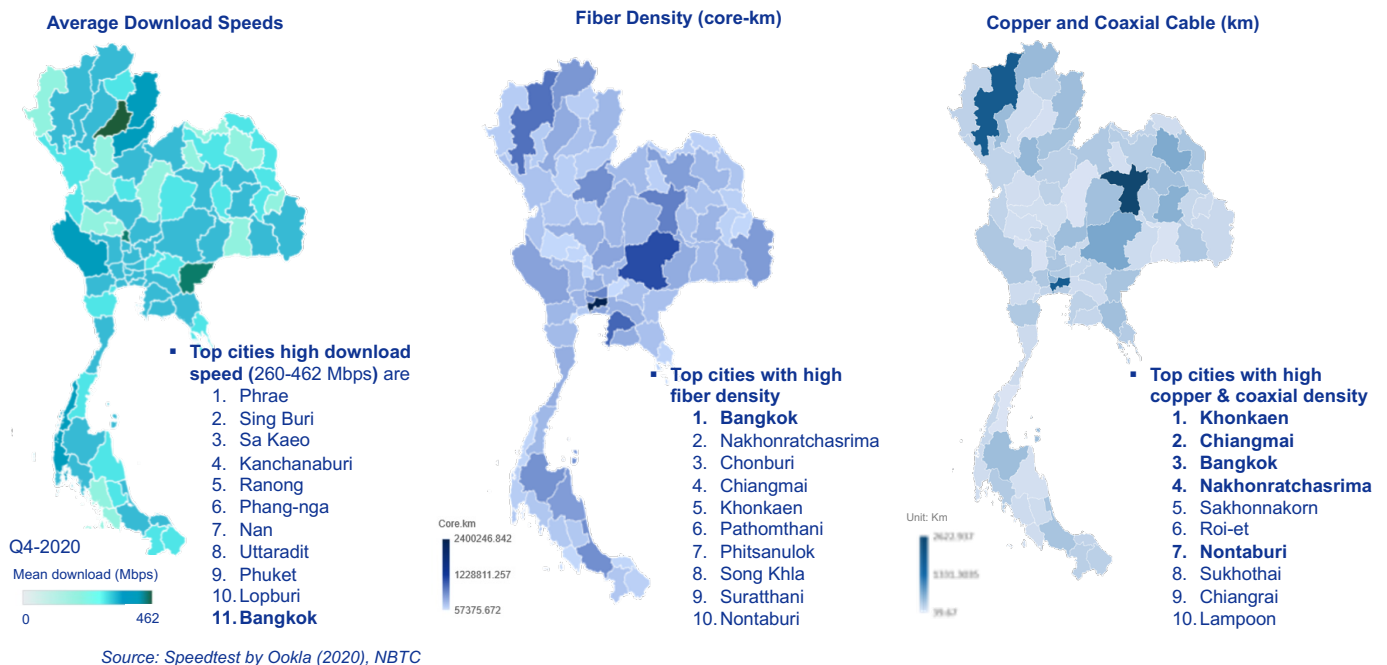 Average Download Speeds
▪ Top cities high download
speed (260-462 Mbps) are
1. Phrae
2. Sing Buri
3. Sa Kaeo
4. Kanchanaburi
5. Ranong
6. Phang-nga
7. Nan
8. Uttaradit
9. Phuket
10. Lopburi
11. Bangkok
Q4-2020
Mean download (Mbps)
0 462
Source: Speedtest by Ookla (2020), NBTC
Fiber Density (core-km)
▪ Top cities with high
fiber density
1. Bangkok
2. Nakhonratchasrima
3. Chonburi
4. Chiangmai
5. Khonkaen
6. Pathomthani
7. Phitsanulok
8. Song Khla
9. Suratthani
10. Nontaburi
Core.km
2400246.842
1228811.257
57375.672
Copper and Coaxial Cable (km)
▪ Top cities with high
copper & coaxial density
1. Khonkaen
2. Chiangmai
3. Bangkok
4. Nakhonratchasrima
5. Sakhonnakorn
6. Roi-et
7. Nontaburi
8. Sukhothai
9. Chiangrai
10. Lampoon
Unit: Km
2622.937
1331.3035
39.67